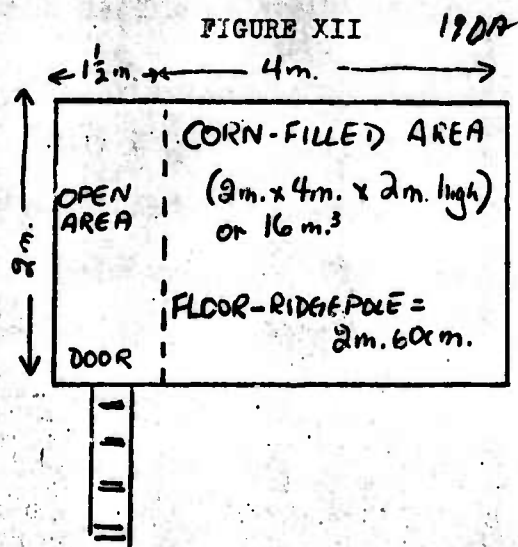 FIGURE XII
190A
1½ m.
4m.
CORN-FILLED AREA
(2m. x 4m. x 2m. high)
or 16 m.³
OPEN
AREA
2m.
FLOOR-RIDGEPOLE =
2m. 60cm.
DOOR